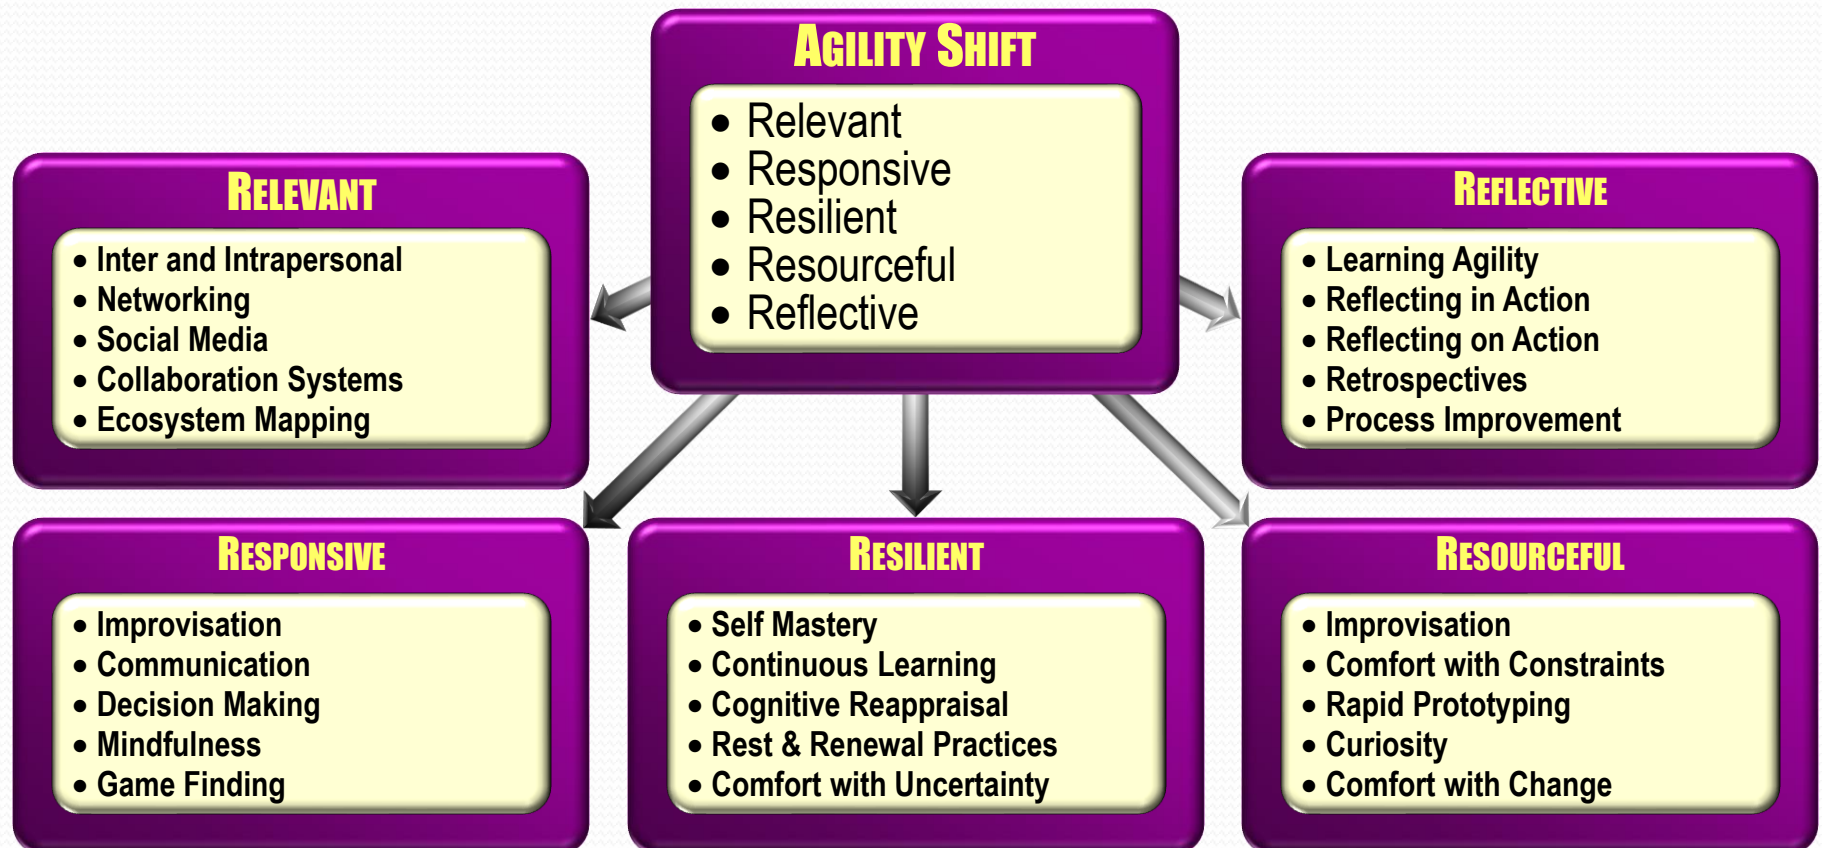 AGILITY SHIFT
• Relevant
• Responsive
• Resilient
• Resourceful
• Reflective
RELEVANT
• Inter and Intrapersonal
• Networking
• Social Media
• Collaboration Systems
• Ecosystem Mapping
REFLECTIVE
• Learning Agility
• Reflecting in Action
• Reflecting on Action
• Retrospectives
• Process Improvement
RESPONSIVE
• Improvisation
• Communication
• Decision Making
• Mindfulness
• Game Finding
RESILIENT
• Self Mastery
• Continuous Learning
• Cognitive Reappraisal
• Rest & Renewal Practices
• Comfort with Uncertainty
RESOURCEFUL
• Improvisation
• Comfort with Constraints
• Rapid Prototyping
• Curiosity
• Comfort with Change